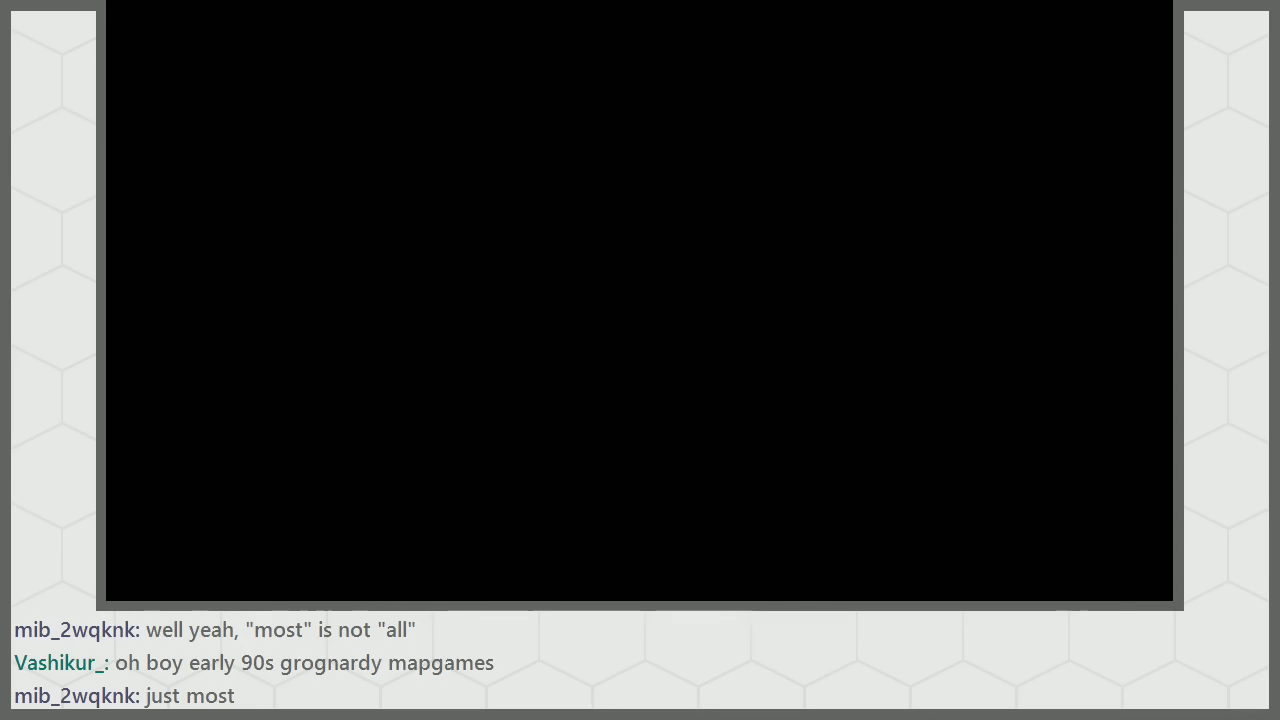 mib_2wqknk: well yeah, "most" is not "all"
Vashikur_: oh boy early 90s grognardy mapgames
mib_2wqknk: just most